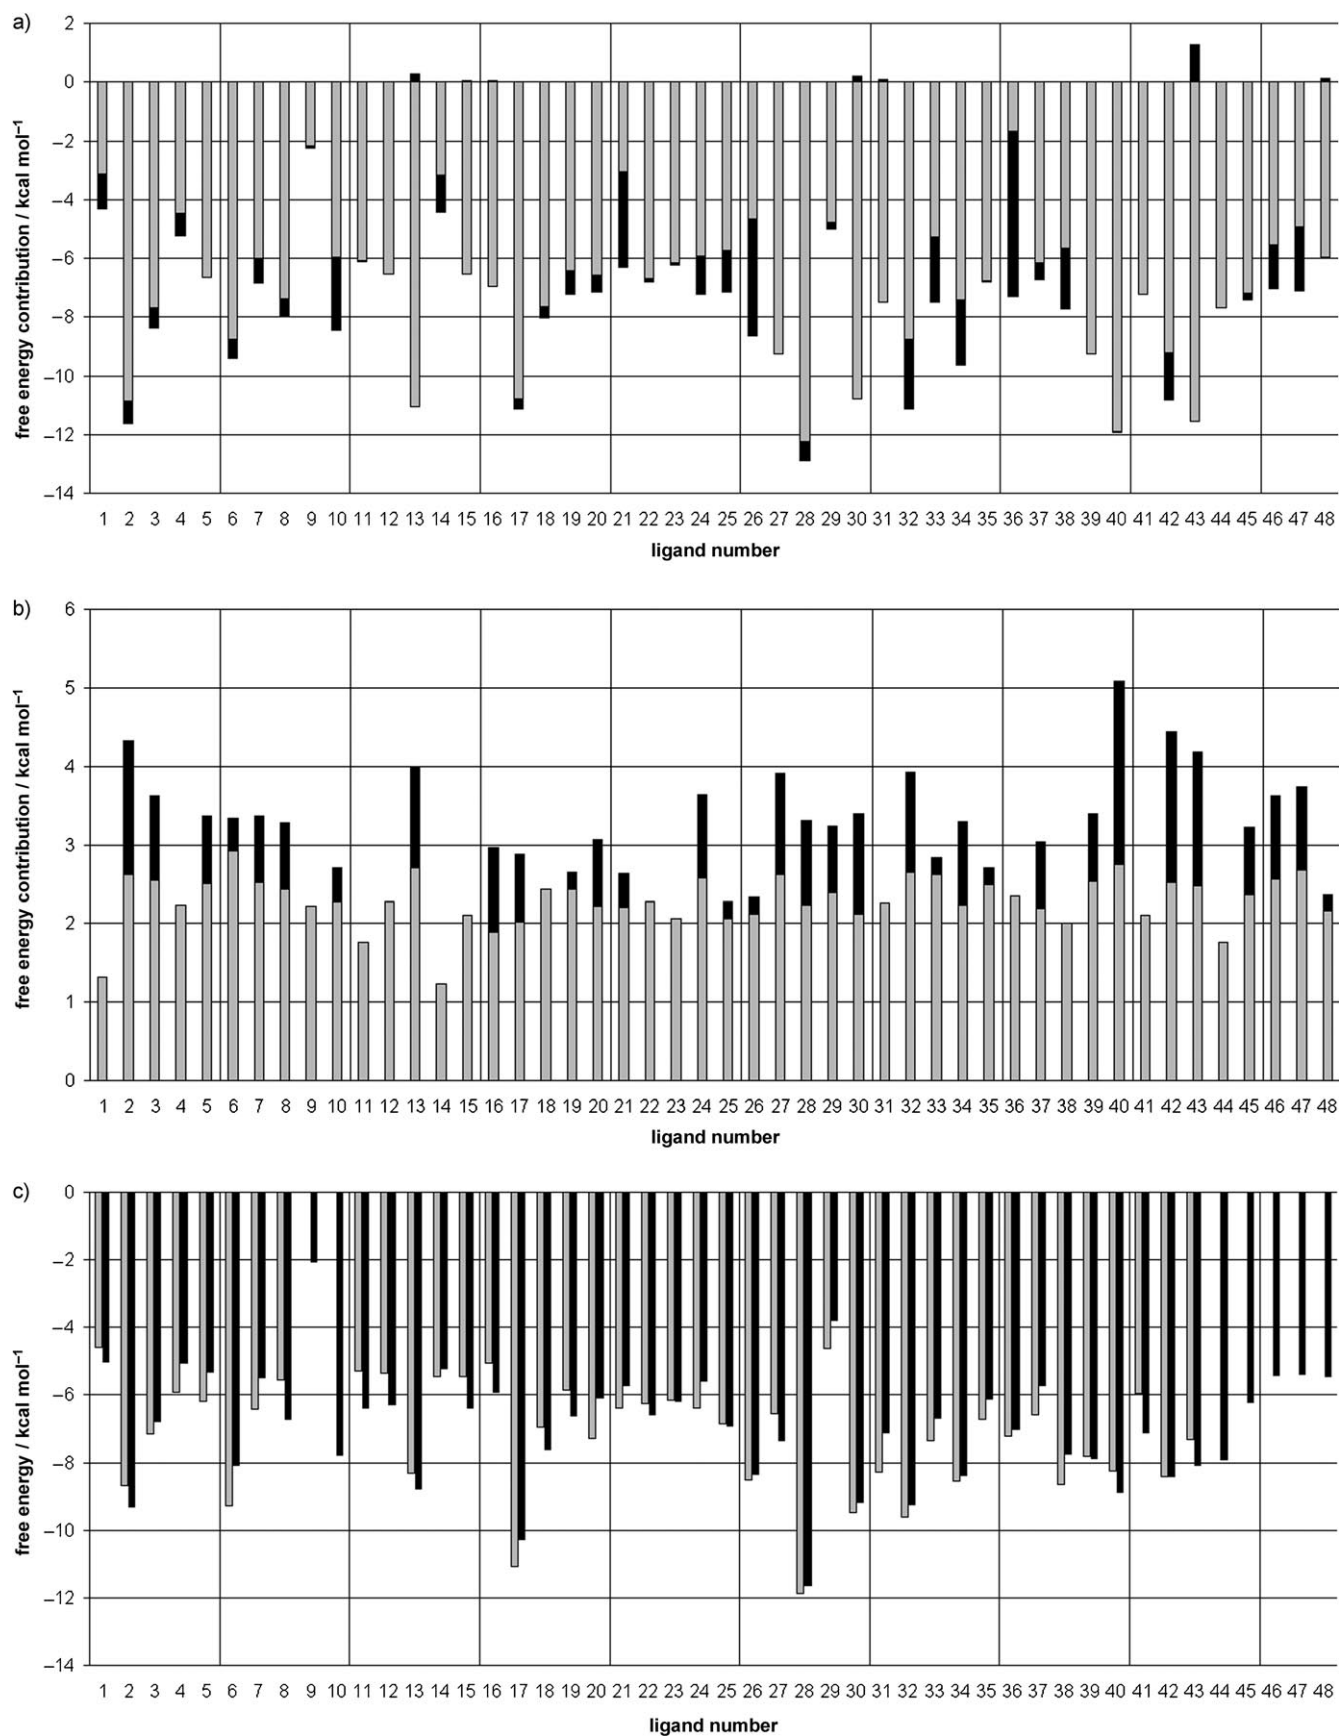 a)
free energy contribution / kcal mol⁻¹
2
0
–2
–4
–6
–8
–10
–12
–14
1 2 3 4 5 6 7 8 9 10 11 12 13 14 15 16 17 18 19 20 21 22 23 24 25 26 27 28 29 30 31 32 33 34 35 36 37 38 39 40 41 42 43 44 45 46 47 48
ligand number
b)
free energy contribution / kcal mol⁻¹
6
5
4
3
2
1
0
1 2 3 4 5 6 7 8 9 10 11 12 13 14 15 16 17 18 19 20 21 22 23 24 25 26 27 28 29 30 31 32 33 34 35 36 37 38 39 40 41 42 43 44 45 46 47 48
ligand number
c)
free energy / kcal mol⁻¹
0
–2
–4
–6
–8
–10
–12
–14
1 2 3 4 5 6 7 8 9 10 11 12 13 14 15 16 17 18 19 20 21 22 23 24 25 26 27 28 29 30 31 32 33 34 35 36 37 38 39 40 41 42 43 44 45 46 47 48
ligand number